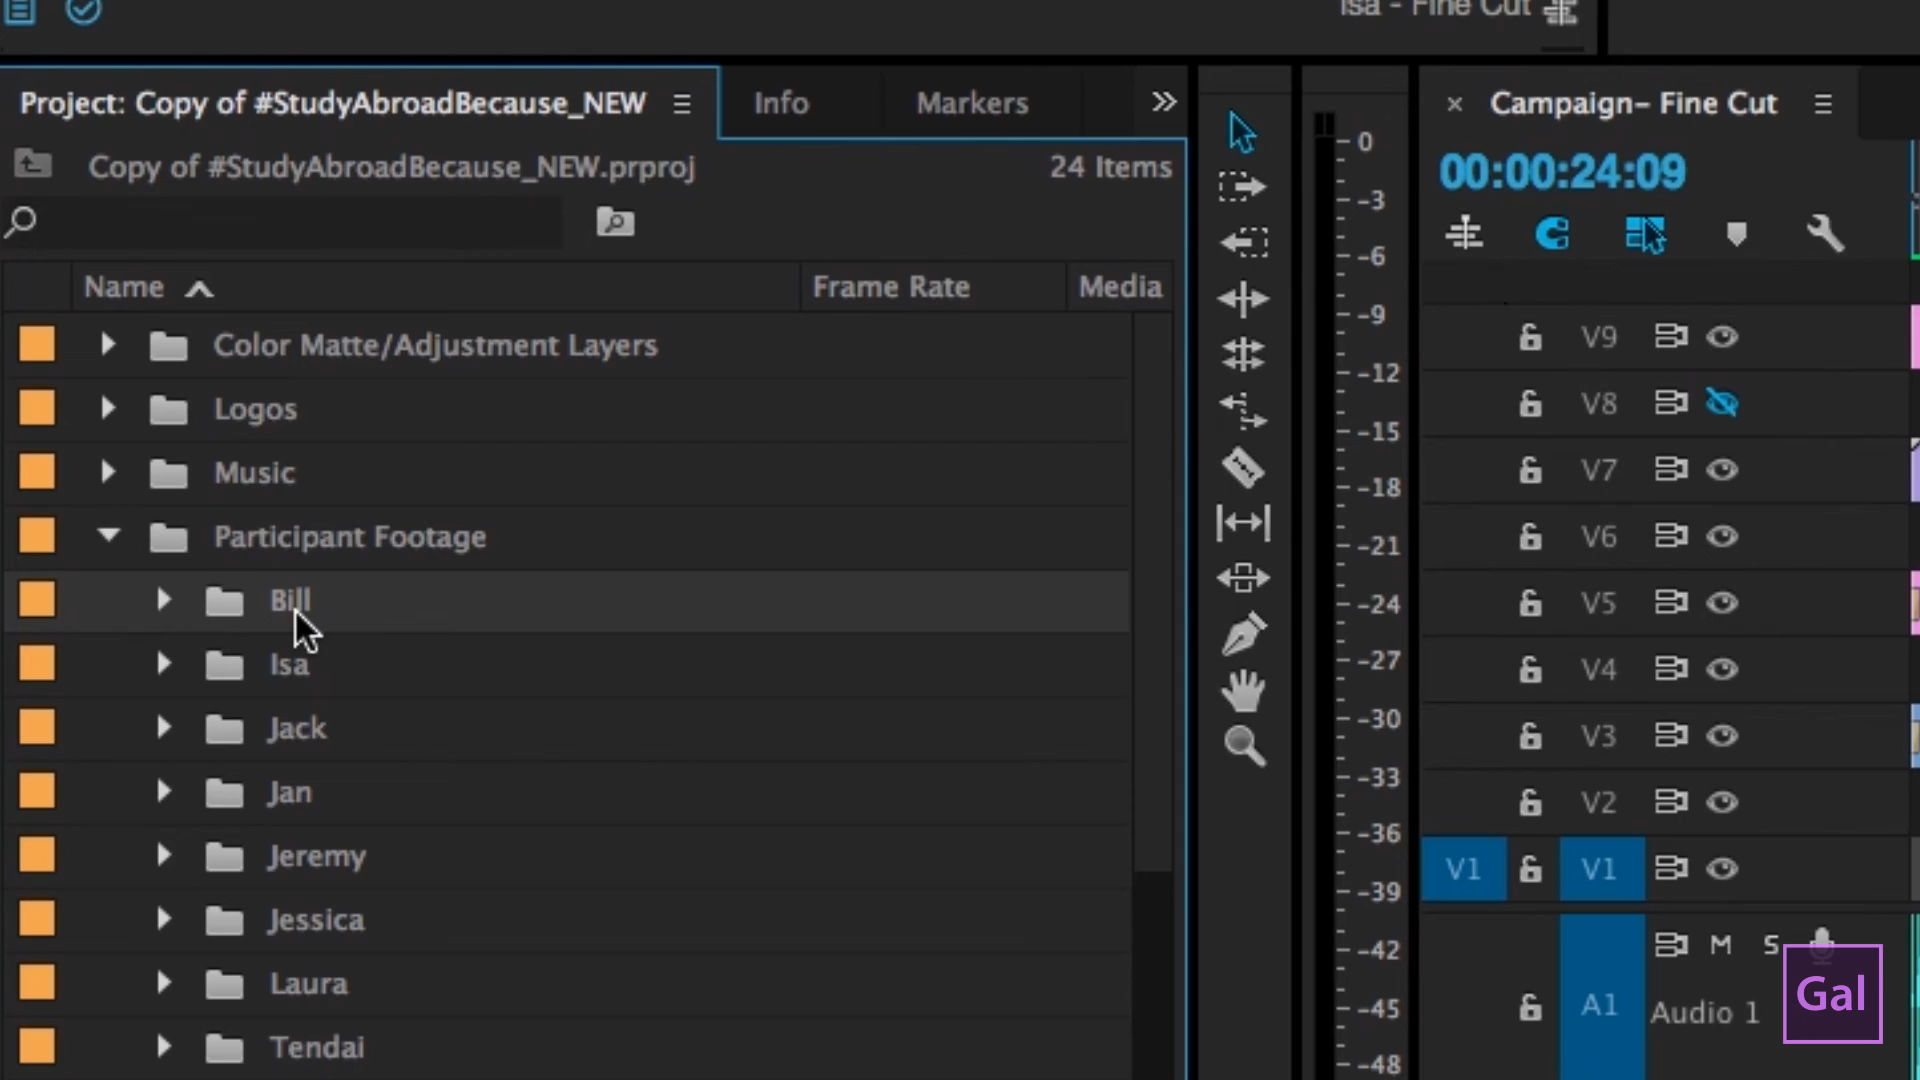 Isa - Fine Cut
Project: Copy of #StudyAbroadBecause_NEW
Info
Markers
Copy of #StudyAbroadBecause_NEW.prproj
24 Items
Name
Frame Rate
Media
Color Matte/Adjustment Layers
Logos
Music
Participant Footage
Bill
Isa
Jack
Jan
Jeremy
Jessica
Laura
Tendai
0
-3
-6
-9
-12
-15
-18
-21
-24
-27
-30
-33
-36
-39
-42
-45
-48
× Campaign- Fine Cut
00:00:24:09
V9
V8
V7
V6
V5
V4
V3
V2
V1 V1
M S
A1 Audio 1
Gal